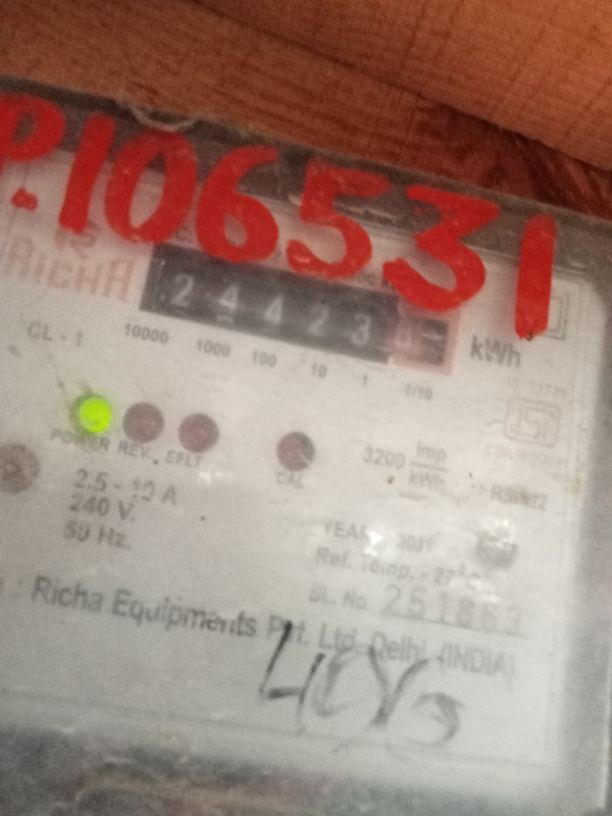 P.106531
RICHA
24423
kWh
CL - 1
10000 1000 100 10 1 1/10
POWER REV. EFLT CAL
3200 imp/kWh
2.5 - 10 A
240 V.
50 Hz.
YEAR 2011
Ref. Temp. - 27°C
SL. No. 251863
Richa Equipments Pvt. Ltd. Delhi -(INDIA)